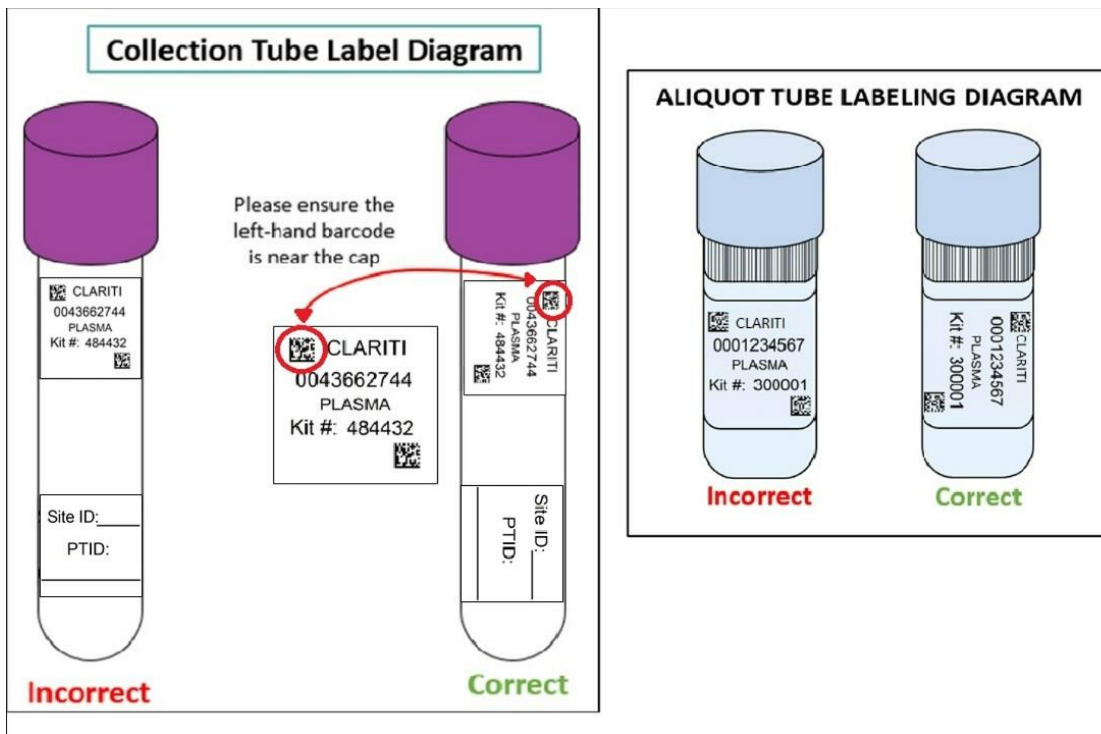 Collection Tube Label Diagram
CLARITI
0043662744
PLASMA
Kit #: 484432
Site ID:____
PTID:
Incorrect
Please ensure the
left-hand barcode
is near the cap
CLARITI
0043662744
PLASMA
Kit #: 484432
CLARITI
0043662744
PLASMA
Kit #: 484432
Site ID:____
PTID:
Correct
ALIQUOT TUBE LABELING DIAGRAM
CLARITI
0001234567
PLASMA
Kit #: 300001
Incorrect
CLARITI
0001234567
PLASMA
Kit #: 300001
Correct